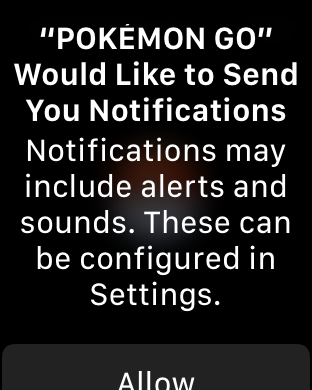 “POKÉMON GO”
Would Like to Send
You Notifications
Notifications may
include alerts and
sounds. These can
be configured in
Settings.
Allow